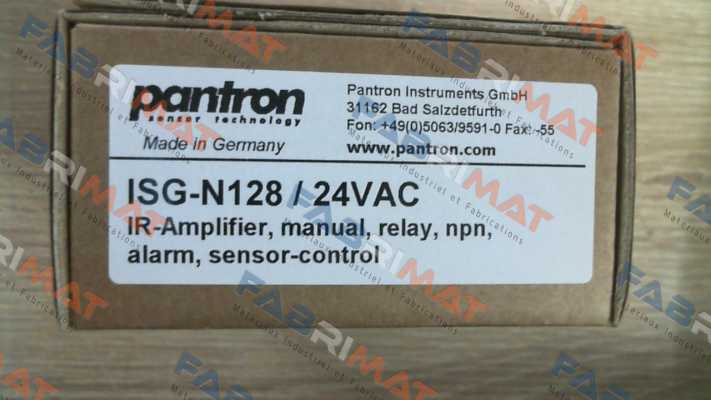 pantron
sensor technology
Made in Germany
Pantron Instruments GmbH
31162 Bad Salzdetfurth
Fon: +49(0)5063/9591-0 Fax: -55
www.pantron.com
ISG-N128 / 24VAC
IR-Amplifier, manual, relay, npn,
alarm, sensor-control
FABRIMAT
Materiaux Industriel et Fabrications